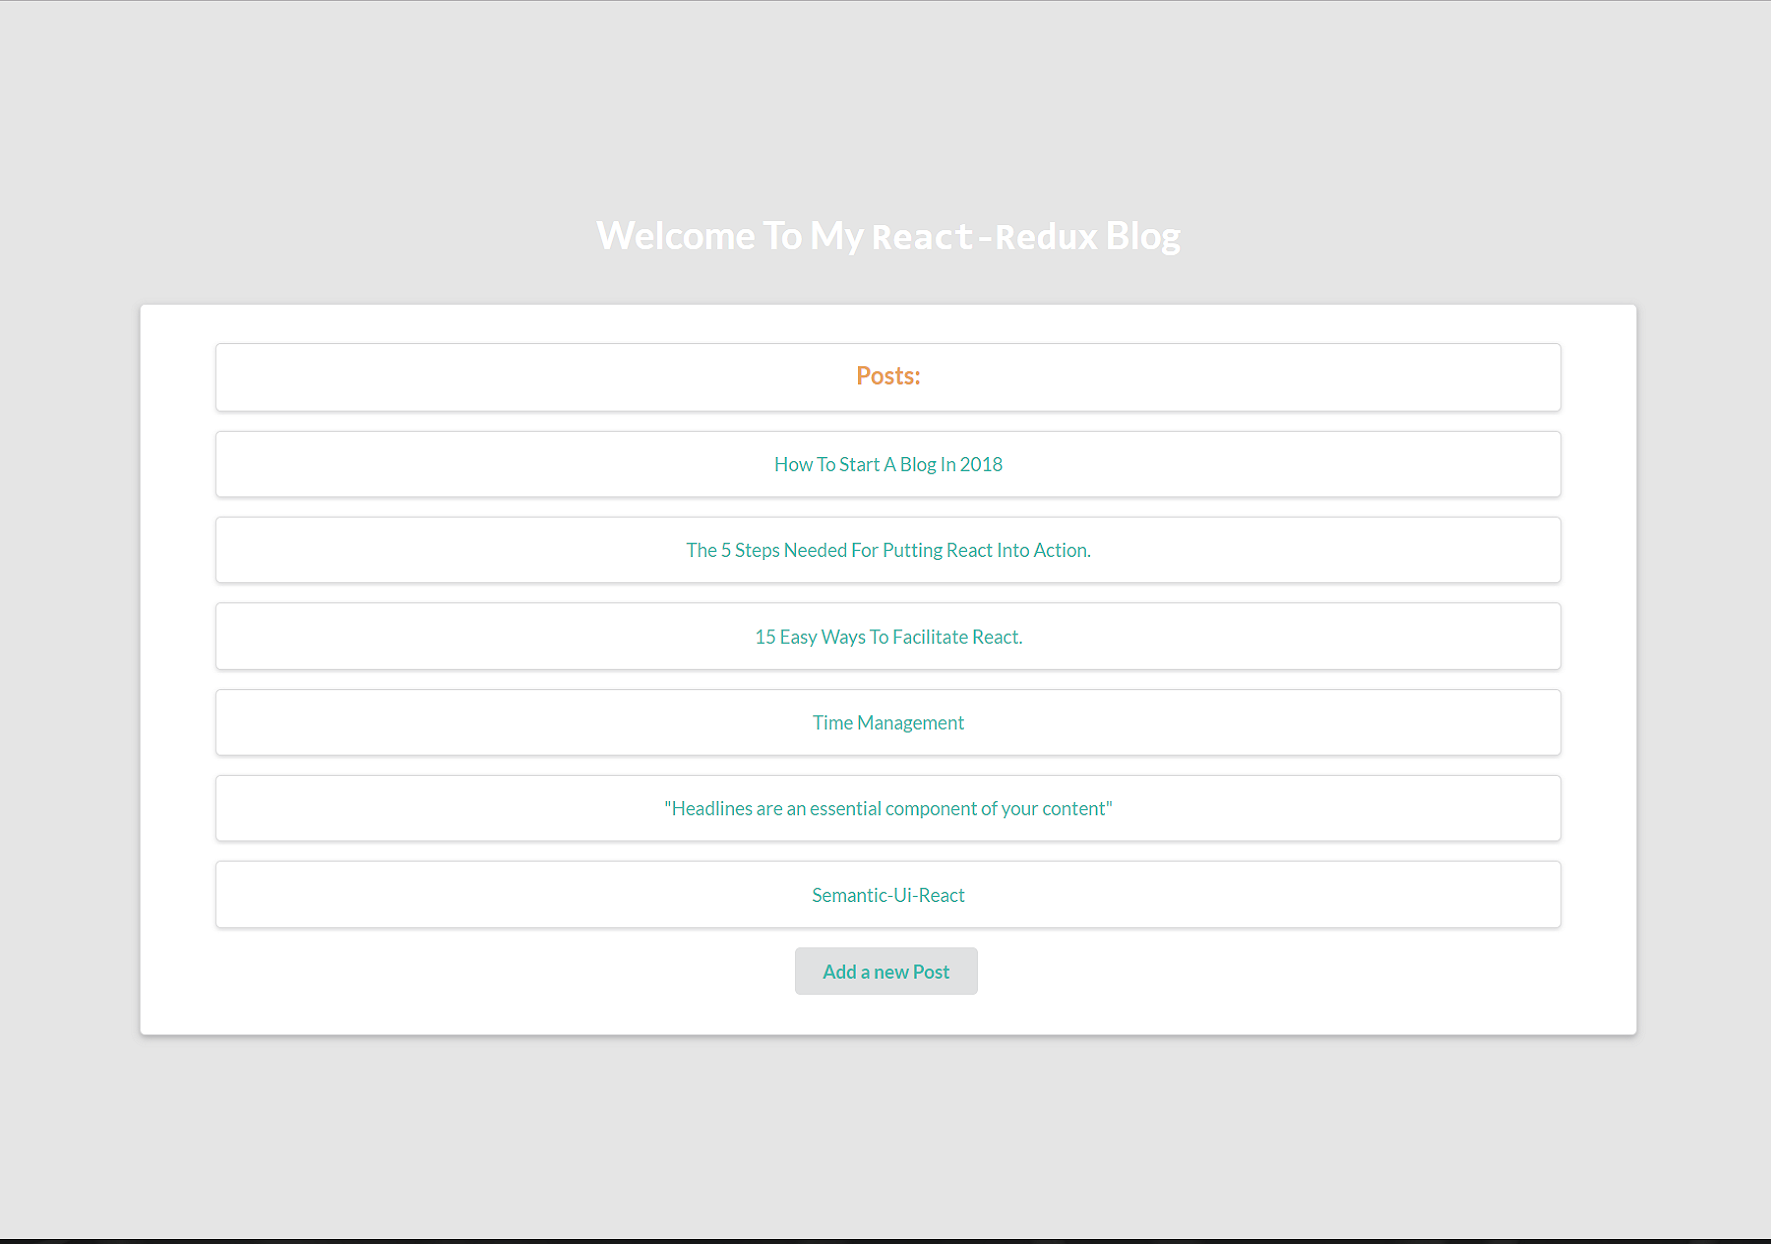 Welcome To My React-Redux Blog
Posts:
How To Start A Blog In 2018
The 5 Steps Needed For Putting React Into Action.
15 Easy Ways To Facilitate React.
Time Management
"Headlines are an essential component of your content"
Semantic-Ui-React
Add a new Post